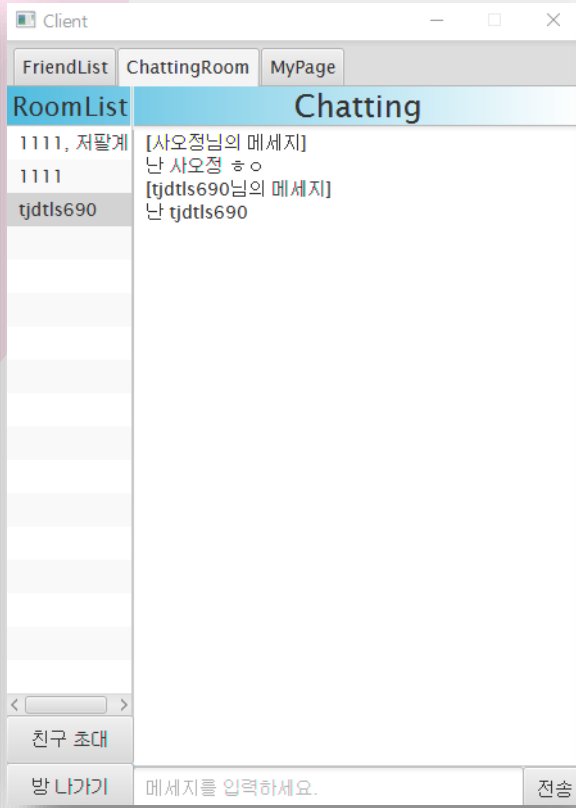 Client
FriendList
ChattingRoom
MyPage
RoomList
Chatting
1111, 저팔계
1111
tjdtls690
[사오정님의 메세지]
난 사오정 ㅎㅇ
[tjdtls690님의 메세지]
난 tjdtls690
친구 초대
방 나가기
메세지를 입력하세요.
전송